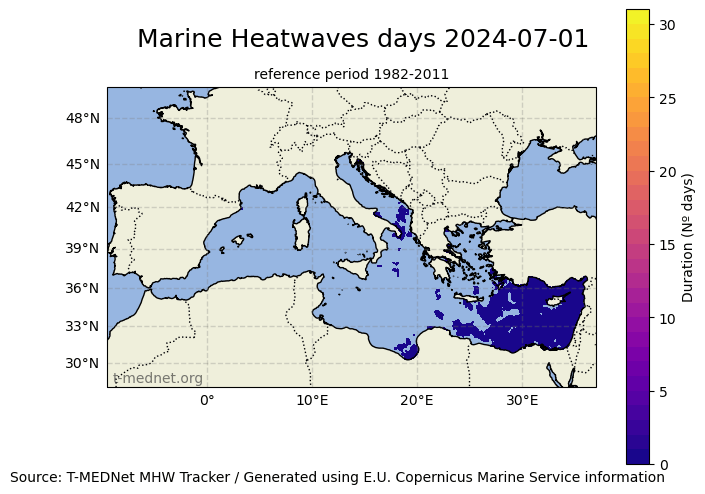 Marine Heatwaves days 2024-07-01
reference period 1982-2011
48°N
45°N
42°N
39°N
36°N
33°N
30°N
t-mednet.org
0°
10°E
20°E
30°E
30
25
20
15
10
5
0
Duration (Nº days)
Source: T-MEDNet MHW Tracker / Generated using E.U. Copernicus Marine Service information